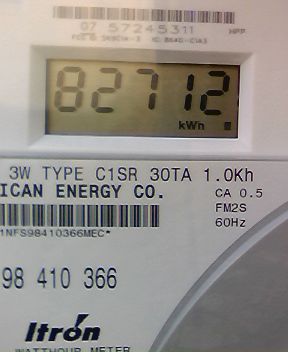 07 57245311
82712
kWh
3W TYPE C1SR 30TA 1.0Kh
ICAN ENERGY CO.
CA 0.5
FM2S
60Hz
1NFS98410366MEC*
98 410 366
Itron
WATTHOUR METER